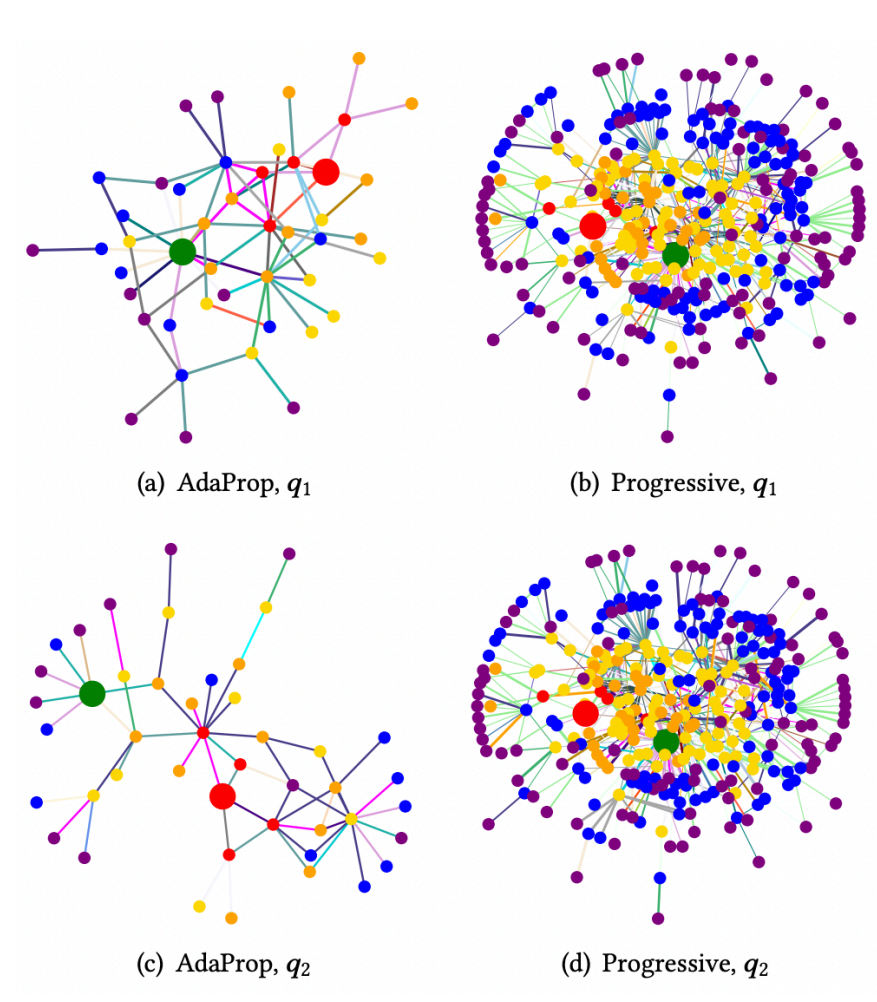 (a) AdaProp, q₁
(b) Progressive, q₁
(c) AdaProp, q₂
(d) Progressive, q₂